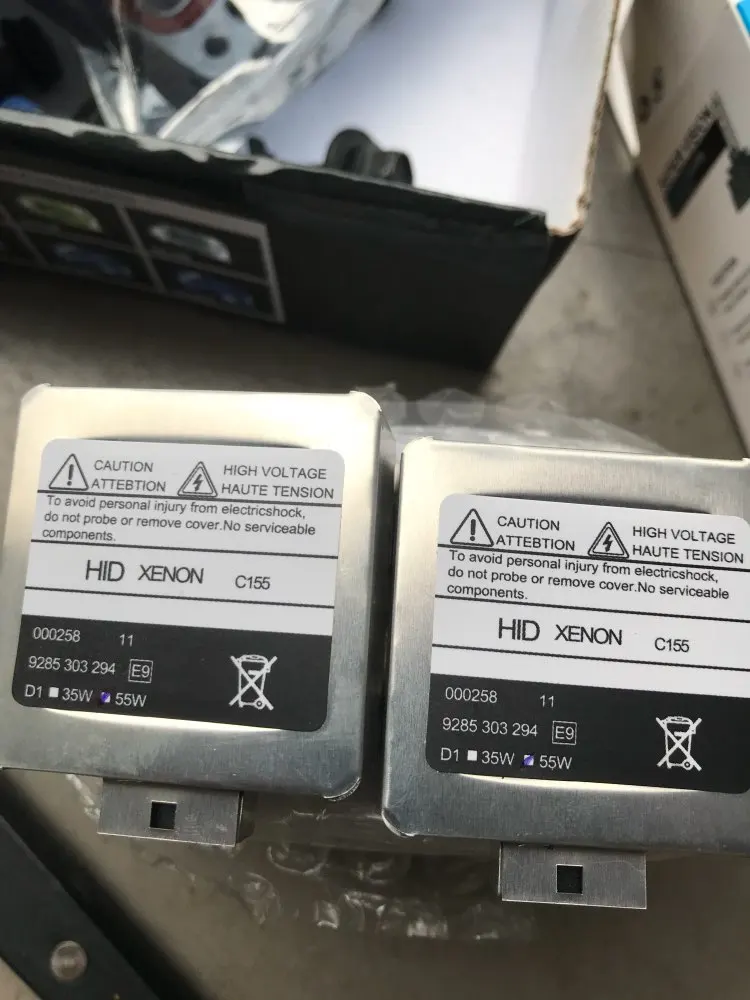 CAUTION
ATTEBTION
HIGH VOLTAGE
HAUTE TENSION
To avoid personal injury from electricshock,
do not probe or remove cover.No serviceable
components.
HID XENON C155
000258 11
9285 303 294 E9
D1 35W 55W
CAUTION
ATTEBTION
HIGH VOLTAGE
HAUTE TENSION
To avoid personal injury from electricshock,
do not probe or remove cover.No serviceable
components.
HID XENON C155
000258 11
9285 303 294 E9
D1 35W 55W